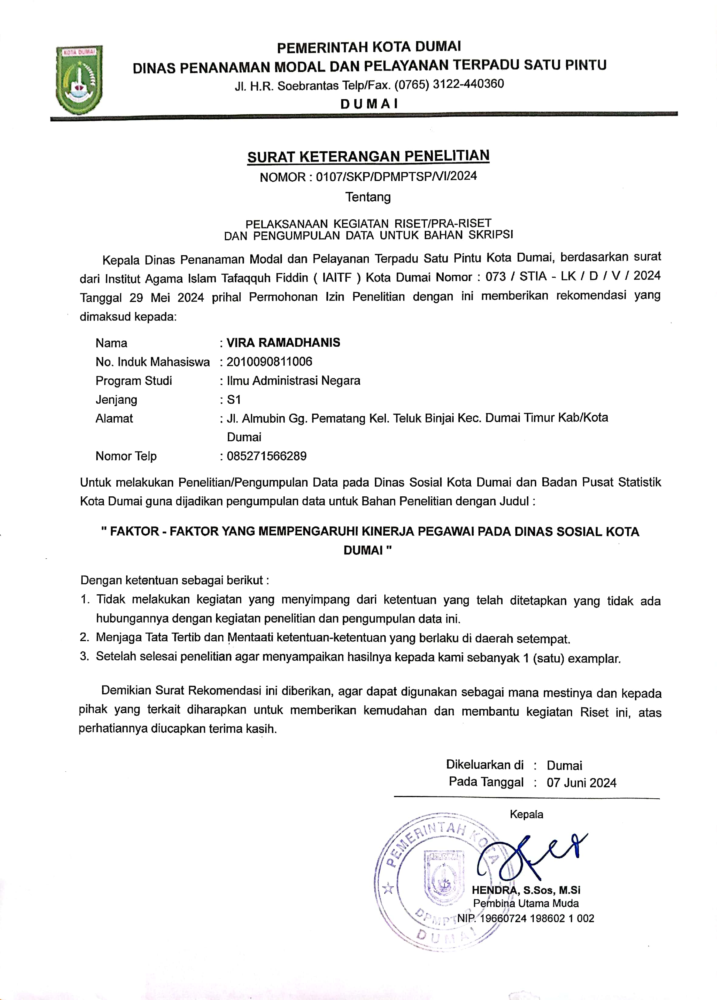 KOTA DUMAI
PEMERINTAH KOTA DUMAI
DINAS PENANAMAN MODAL DAN PELAYANAN TERPADU SATU PINTU
Jl. H.R. Soebrantas Telp/Fax. (0765) 3122-440360
D U M A I
SURAT KETERANGAN PENELITIAN
NOMOR : 0107/SKP/DPMPTSP/VI/2024
Tentang
PELAKSANAAN KEGIATAN RISET/PRA-RISET
DAN PENGUMPULAN DATA UNTUK BAHAN SKRIPSI
Kepala Dinas Penanaman Modal dan Pelayanan Terpadu Satu Pintu Kota Dumai, berdasarkan surat
dari Institut Agama Islam Tafaqquh Fiddin ( IAITF ) Kota Dumai Nomor : 073 / STIA - LK / D / V / 2024
Tanggal 29 Mei 2024 prihal Permohonan Izin Penelitian dengan ini memberikan rekomendasi yang
dimaksud kepada:
Nama : VIRA RAMADHANIS
No. Induk Mahasiswa : 2010090811006
Program Studi : Ilmu Administrasi Negara
Jenjang : S1
Alamat : Jl. Almubin Gg. Pematang Kel. Teluk Binjai Kec. Dumai Timur Kab/Kota
Dumai
Nomor Telp : 085271566289
Untuk melakukan Penelitian/Pengumpulan Data pada Dinas Sosial Kota Dumai dan Badan Pusat Statistik
Kota Dumai guna dijadikan pengumpulan data untuk Bahan Penelitian dengan Judul :
" FAKTOR - FAKTOR YANG MEMPENGARUHI KINERJA PEGAWAI PADA DINAS SOSIAL KOTA
DUMAI "
Dengan ketentuan sebagai berikut :
1. Tidak melakukan kegiatan yang menyimpang dari ketentuan yang telah ditetapkan yang tidak ada
hubungannya dengan kegiatan penelitian dan pengumpulan data ini.
2. Menjaga Tata Tertib dan Mentaati ketentuan-ketentuan yang berlaku di daerah setempat.
3. Setelah selesai penelitian agar menyampaikan hasilnya kepada kami sebanyak 1 (satu) examplar.
Demikian Surat Rekomendasi ini diberikan, agar dapat digunakan sebagai mana mestinya dan kepada
pihak yang terkait diharapkan untuk memberikan kemudahan dan membantu kegiatan Riset ini, atas
perhatiannya diucapkan terima kasih.
Dikeluarkan di : Dumai
Pada Tanggal : 07 Juni 2024
Kepala
PEMERINTAH KOTA
KOTA DUMAI
HENDRA, S.Sos, M.Si
Pembina Utama Muda
NIP. 19660724 198602 1 002
DUMAI